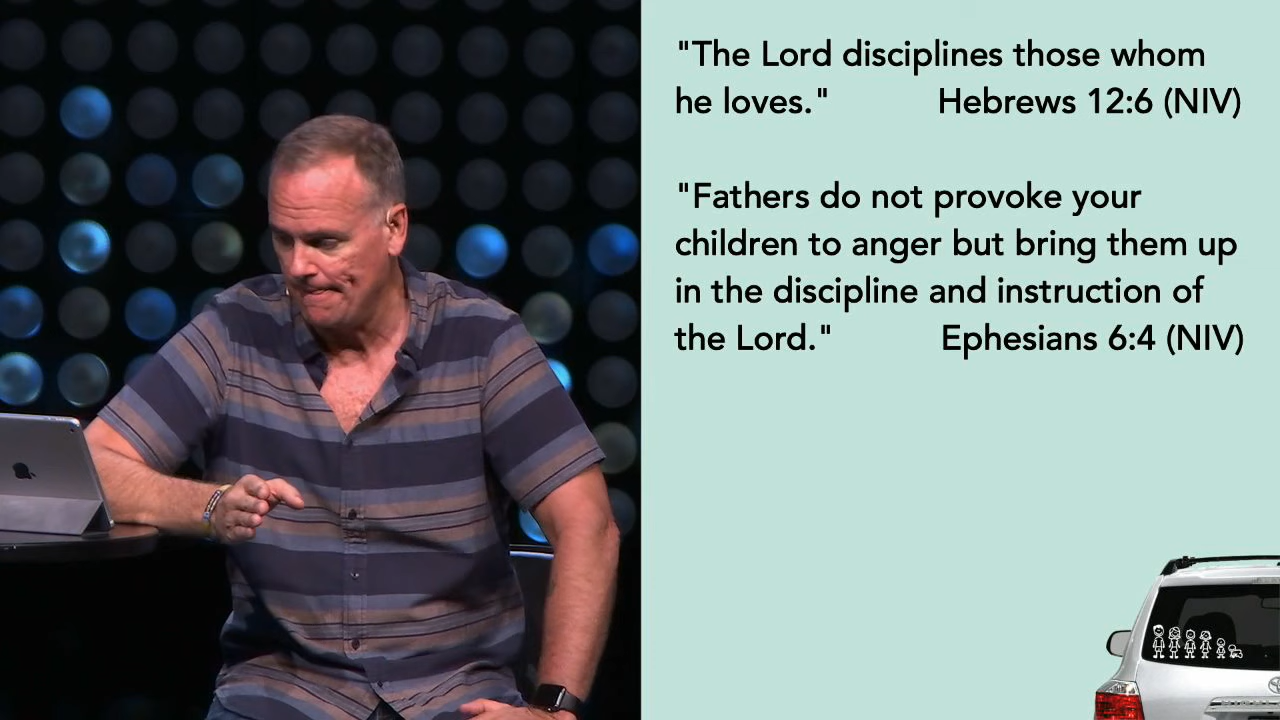 "The Lord disciplines those whom
he loves." Hebrews 12:6 (NIV)
"Fathers do not provoke your
children to anger but bring them up
in the discipline and instruction of
the Lord." Ephesians 6:4 (NIV)